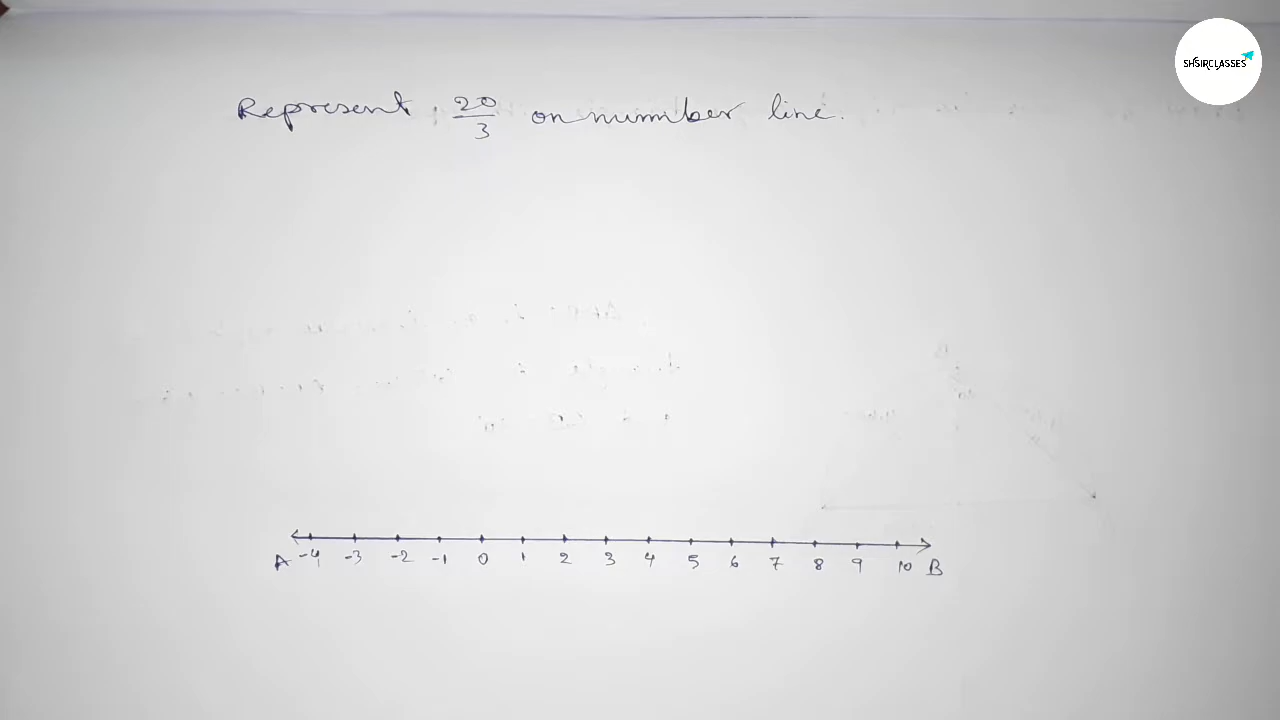 SHSIRCLASSES
Represent 20/3 on number line.
A -4 -3 -2 -1 0 1 2 3 4 5 6 7 8 9 10 B